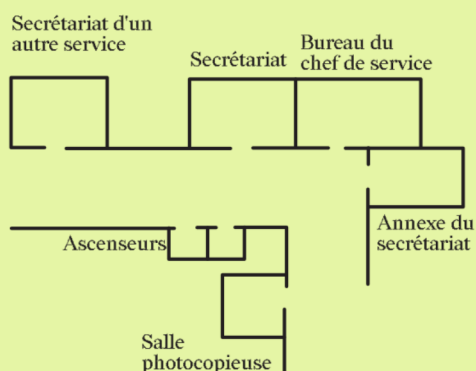 Secrétariat d'un
autre service
Secrétariat
Bureau du
chef de service
Ascenseurs
Annexe du
secrétariat
Salle
photocopieuse